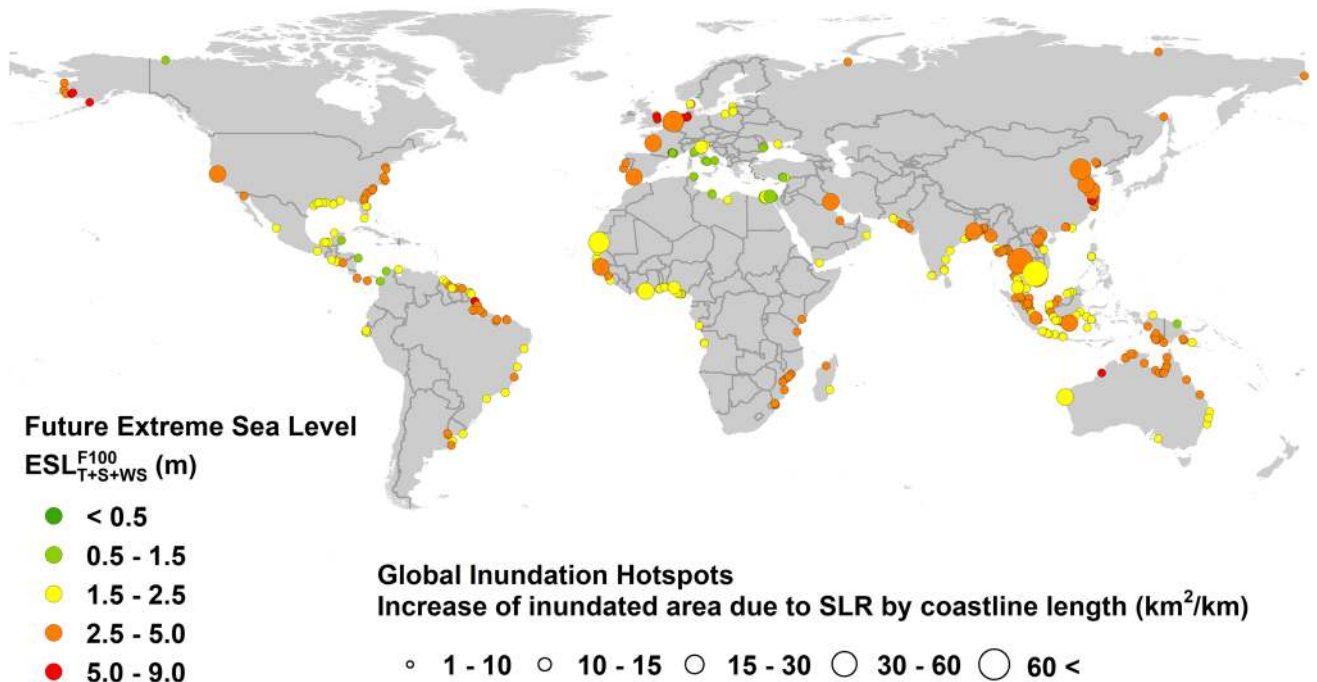 Future Extreme Sea Level
ESL^F100_T+S+WS (m)
< 0.5
0.5 - 1.5
1.5 - 2.5
2.5 - 5.0
5.0 - 9.0
Global Inundation Hotspots
Increase of inundated area due to SLR by coastline length (km²/km)
1 - 10 10 - 15 15 - 30 30 - 60 60 <